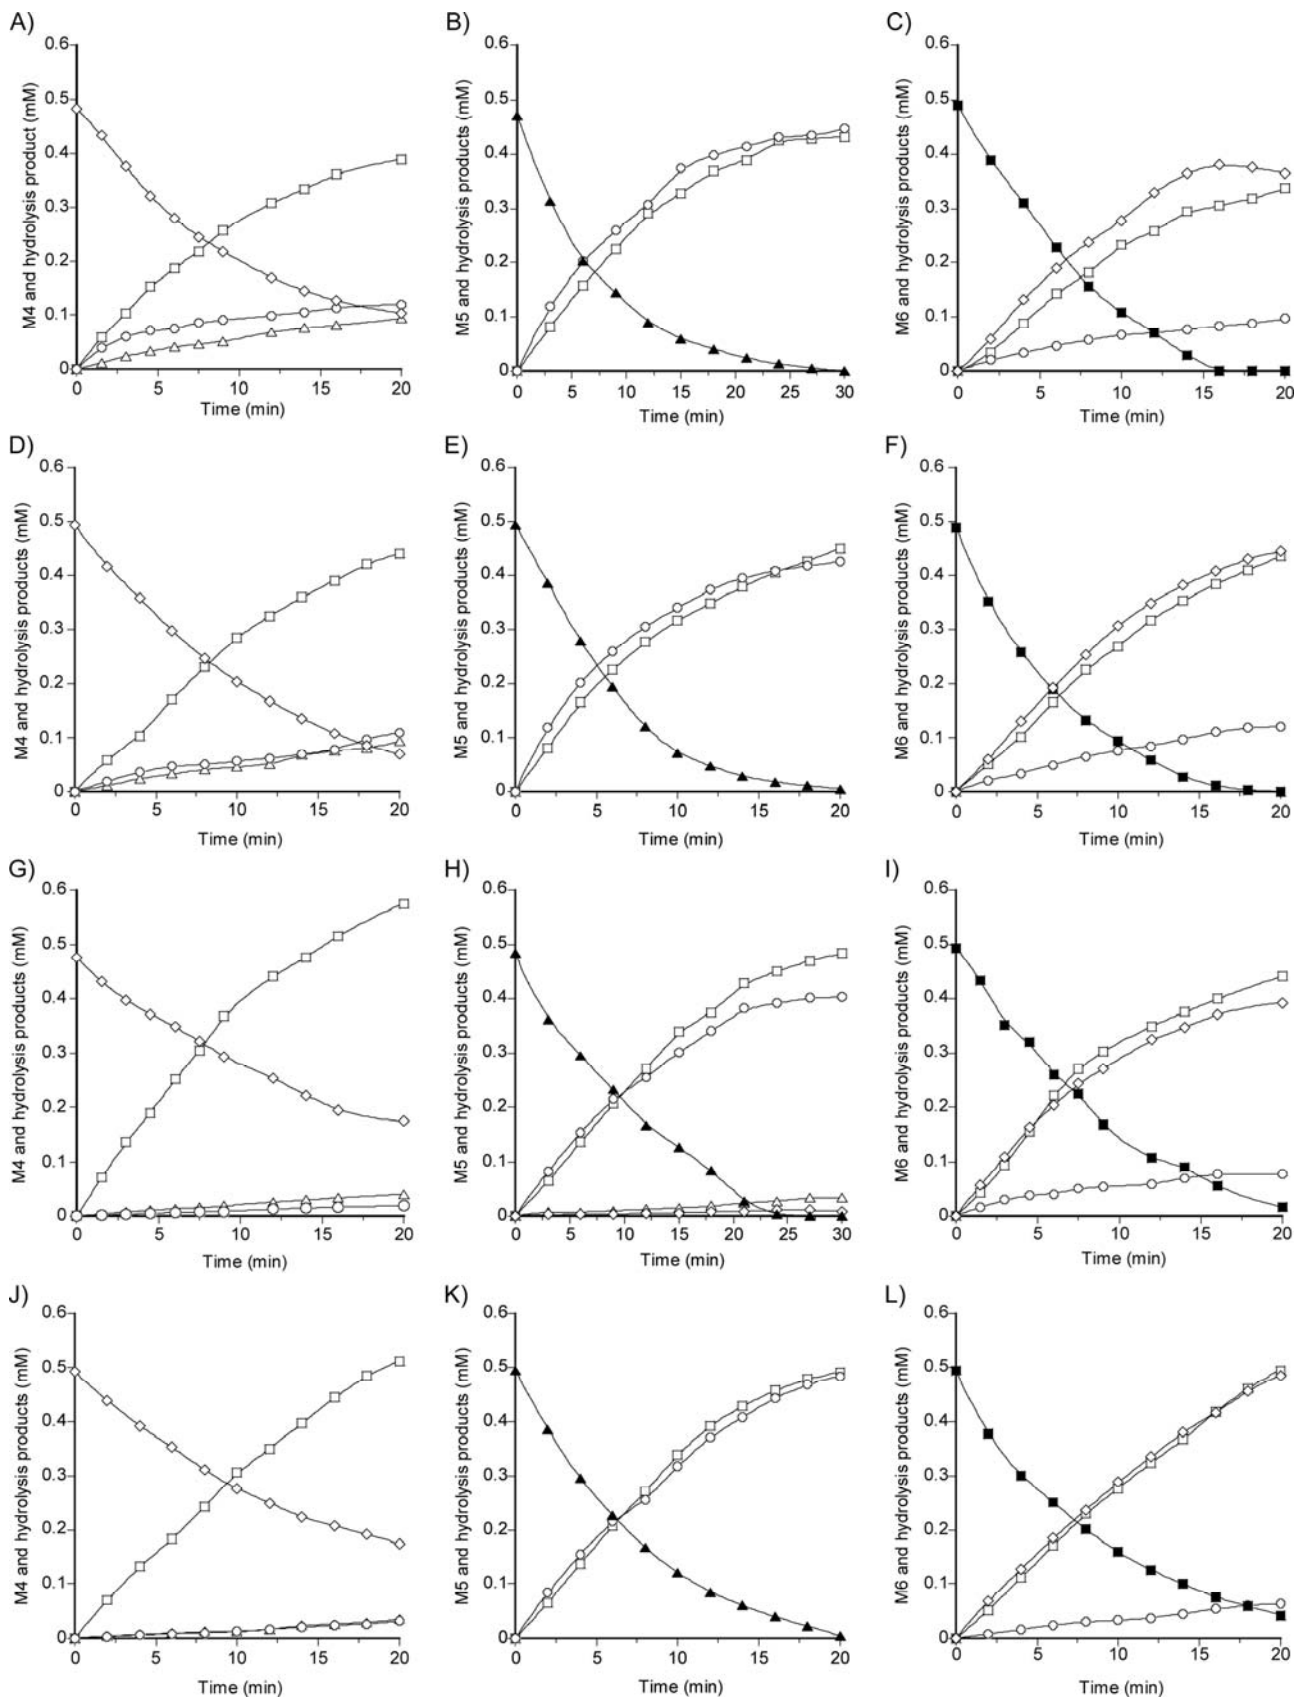 A)
B)
C)
0.6
0.5
0.4
0.3
0.2
0.1
0
M4 and hydrolysis product (mM)
0 5 10 15 20
Time (min)
0.6
0.5
0.4
0.3
0.2
0.1
0
M5 and hydrolysis products (mM)
0 5 10 15 20 25 30
Time (min)
0.6
0.5
0.4
0.3
0.2
0.1
0
M6 and hydrolysis products (mM)
0 5 10 15 20
Time (min)
D)
E)
F)
0.6
0.5
0.4
0.3
0.2
0.1
0
M4 and hydrolysis products (mM)
0 5 10 15 20
Time (min)
0.6
0.5
0.4
0.3
0.2
0.1
0
M5 and hydrolysis products (mM)
0 5 10 15 20
Time (min)
0.6
0.5
0.4
0.3
0.2
0.1
0
M6 and hydrolysis products (mM)
0 5 10 15 20
Time (min)
G)
H)
I)
0.6
0.5
0.4
0.3
0.2
0.1
0
M4 and hydrolysis products (mM)
0 5 10 15 20
Time (min)
0.6
0.5
0.4
0.3
0.2
0.1
0
M5 and hydrolysis products (mM)
0 5 10 15 20 25 30
Time (min)
0.6
0.5
0.4
0.3
0.2
0.1
0
M6 and hydrolysis products (mM)
0 5 10 15 20
Time (min)
J)
K)
L)
0.6
0.5
0.4
0.3
0.2
0.1
0
M4 and hydrolysis products (mM)
0 5 10 15 20
Time (min)
0.6
0.5
0.4
0.3
0.2
0.1
0
M5 and hydrolysis products (mM)
0 5 10 15 20
Time (min)
0.6
0.5
0.4
0.3
0.2
0.1
0
M6 and hydrolysis products (mM)
0 5 10 15 20
Time (min)